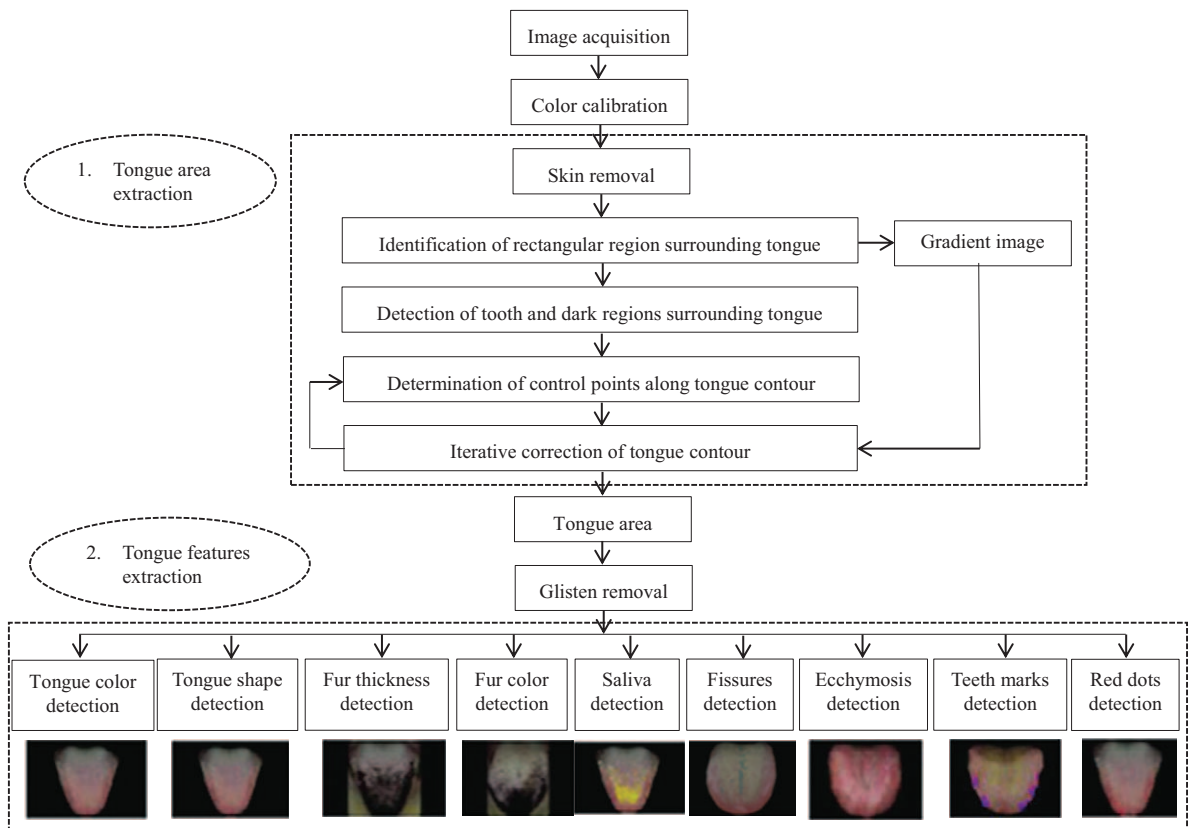 Image acquisition
Color calibration
1. Tongue area
extraction
Skin removal
Identification of rectangular region surrounding tongue
Gradient image
Detection of tooth and dark regions surrounding tongue
Determination of control points along tongue contour
Iterative correction of tongue contour
Tongue area
2. Tongue features
extraction
Glisten removal
Tongue color
detection
Tongue shape
detection
Fur thickness
detection
Fur color
detection
Saliva
detection
Fissures
detection
Ecchymosis
detection
Teeth marks
detection
Red dots
detection